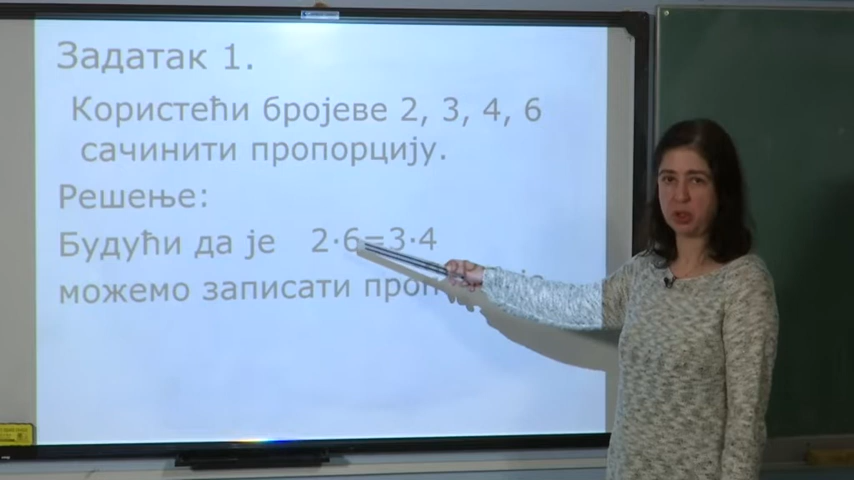 Задатак 1.
Користећи бројеве 2, 3, 4, 6
сачинити пропорцију.
Решење:
Будући да је 2·6=3·4
можемо записати